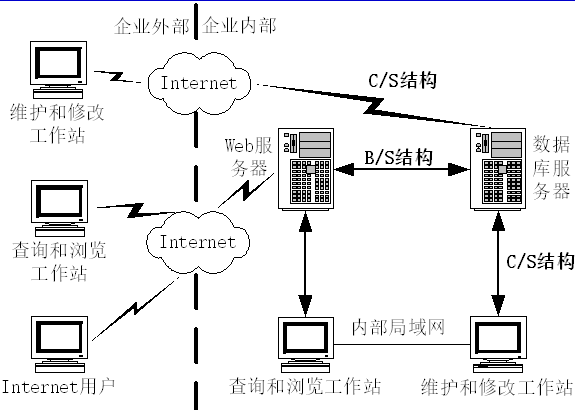 企业外部
企业内部
Internet
C/S结构
维护和修改
工作站
Web服
务器
B/S结构
数据
库服
务器
查询和浏览
工作站
Internet
C/S结构
内部局域网
Internet用户
查询和浏览工作站
维护和修改工作站